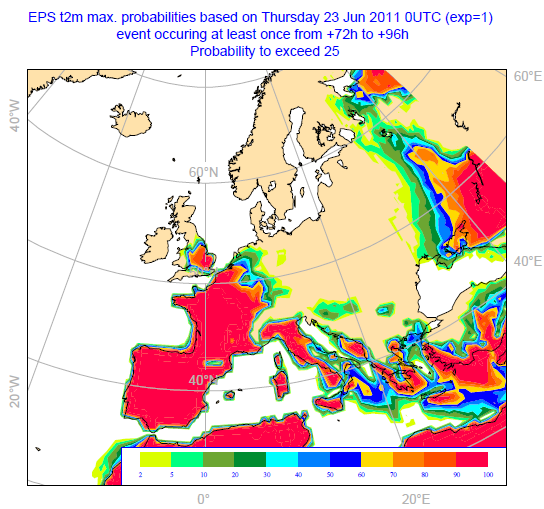 EPS t2m max. probabilities based on Thursday 23 Jun 2011 0UTC (exp=1)
event occuring at least once from +72h to +96h
Probability to exceed 25
60°E
40°W
60°N
40°E
20°W
40°N
2 5 10 20 30 40 50 60 70 80 90 100
0°
20°E